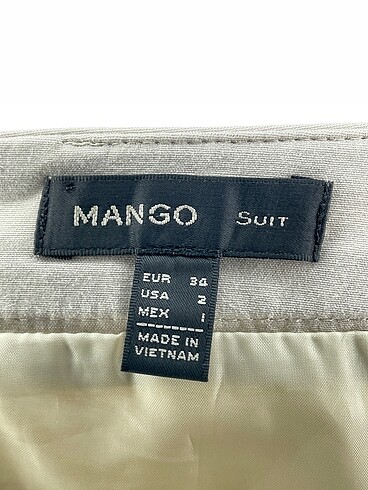 MANGO SUIT
EUR 34
USA 2
MEX 1
MADE IN
VIETNAM